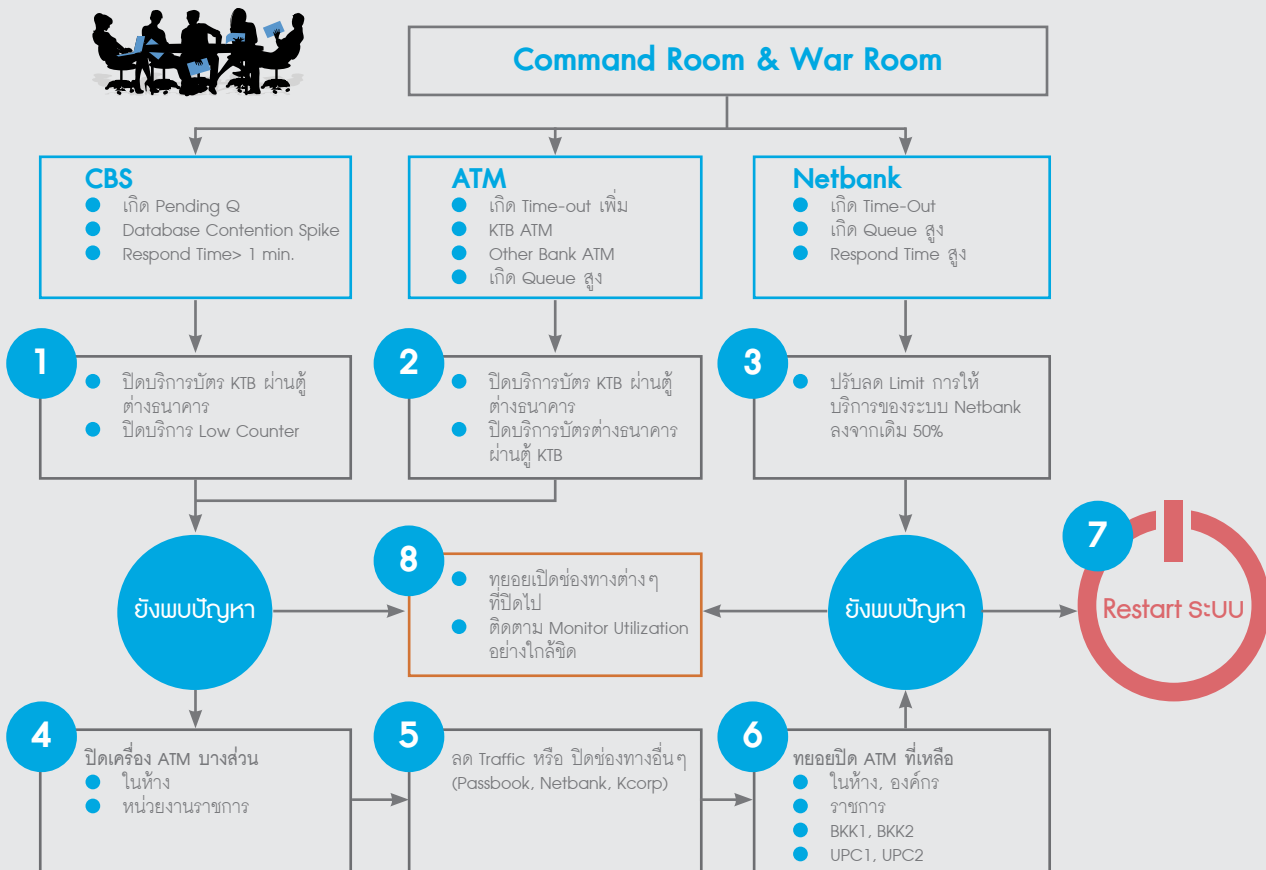 Command Room & War Room
CBS
เกิด Pending Q
Database Contention Spike
Respond Time> 1 min.
ATM
เกิด Time-out เพิ่ม
KTB ATM
Other Bank ATM
เกิด Queue สูง
Netbank
เกิด Time-Out
เกิด Queue สูง
Respond Time สูง
1
ปิดบริการบัตร KTB ผ่านตู้
ต่างธนาคาร
ปิดบริการ Low Counter
2
ปิดบริการบัตร KTB ผ่านตู้
ต่างธนาคาร
ปิดบริการบัตรต่างธนาคาร
ผ่านตู้ KTB
3
ปรับลด Limit การให้
บริการของระบบ Netbank
ลงจากเดิม 50%
ยังพบปัญหา
8
ทยอยเปิดช่องทางต่างๆ
ที่ปิดไป
ติดตาม Monitor Utilization
อย่างใกล้ชิด
ยังพบปัญหา
7
Restart ระบบ
4
ปิดเครื่อง ATM บางส่วน
ในห้าง
หน่วยงานราชการ
5
ลด Traffic หรือ ปิดช่องทางอื่นๆ
(Passbook, Netbank, Kcorp)
6
ทยอยปิด ATM ที่เหลือ
ในห้าง, องค์กร
ราชการ
BKK1, BKK2
UPC1, UPC2